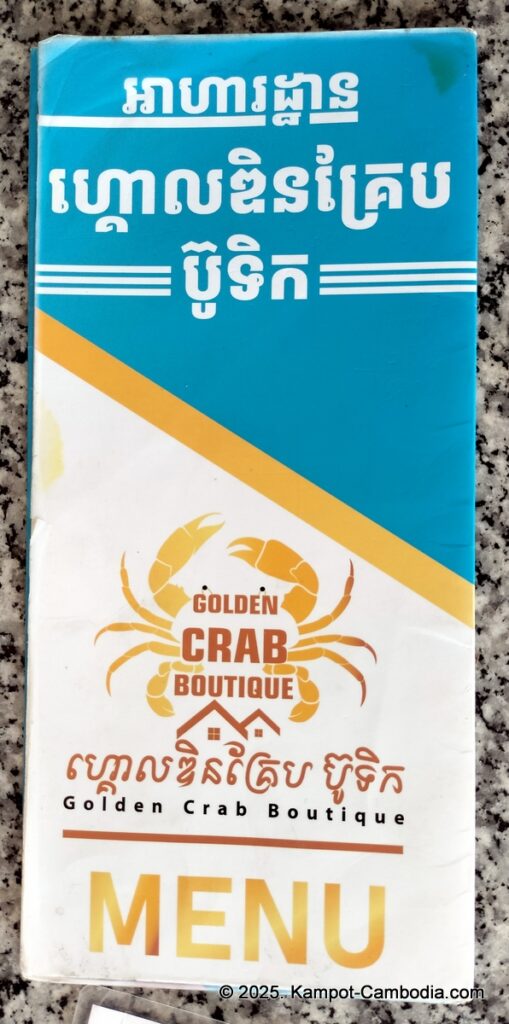 អាហារដ្ឋាន
ហ្គោលឌិនគ្រែប
ប៊ូទិក
GOLDEN
CRAB
BOUTIQUE
ហ្គោលឌិនគ្រែប ប៊ូទិក
Golden Crab Boutique
MENU
© 2025. Kampot-Cambodia.com